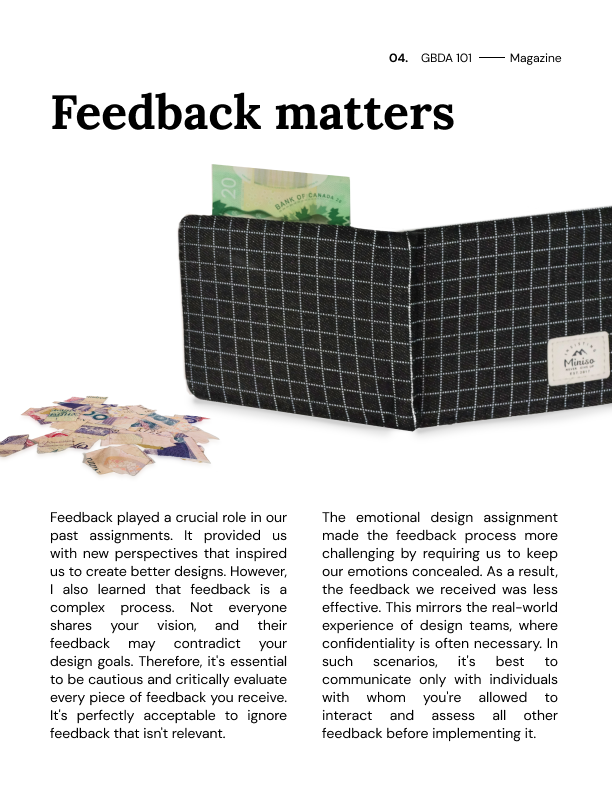 04. GBDA 101 Magazine
Feedback matters
20
BANK OF CANADA
Miniso
Feedback played a crucial role in our
past assignments. It provided us
with new perspectives that inspired
us to create better designs. However,
I also learned that feedback is a
complex process. Not everyone
shares your vision, and their
feedback may contradict your
design goals. Therefore, it's essential
to be cautious and critically evaluate
every piece of feedback you receive.
It's perfectly acceptable to ignore
feedback that isn't relevant.
The emotional design assignment
made the feedback process more
challenging by requiring us to keep
our emotions concealed. As a result,
the feedback we received was less
effective. This mirrors the real-world
experience of design teams, where
confidentiality is often necessary. In
such scenarios, it's best to
communicate only with individuals
with whom you're allowed to
interact and assess all other
feedback before implementing it.